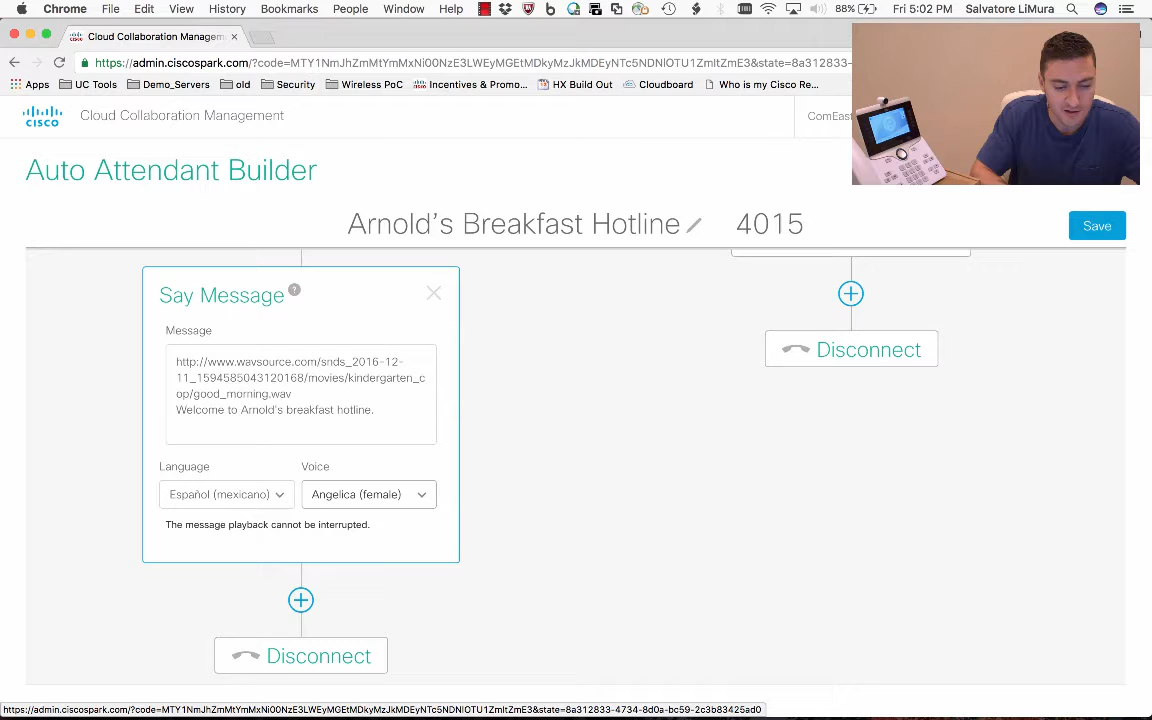 Chrome File Edit View History Bookmarks People Window Help 88% Fri 5:02 PM Salvatore LiMura
Cloud Collaboration Managem
https://admin.ciscospark.com/?code=MTY1NmJhZmMtYmMxNi00NzE3LWEyMGEtMDkyMzJkMDEyNTc5NDNlOTU1ZmItZmE3&state=8a312833-
Apps UC Tools Demo_Servers old Security Wireless PoC Incentives & Promo... HX Build Out Cloudboard Who is my Cisco Re...
CISCO Cloud Collaboration Management ComEast
Auto Attendant Builder
Arnold's Breakfast Hotline 4015 Save
Say Message ?
Message
http://www.wavsource.com/snds_2016-12-
11_1594585043120168/movies/kindergarten_c
op/good_morning.wav
Welcome to Arnold's breakfast hotline.
Language Voice
Español (mexicano) Angelica (female)
The message playback cannot be interrupted.
Disconnect
Disconnect
https://admin.ciscospark.com/?code=MTY1NmJhZmMtYmMxNi00NzE3LWEyMGEtMDkyMzJkMDEyNTc5NDNlOTU1ZmItZmE3&state=8a312833-4734-8d0a-bc59-2c3b83425ad0